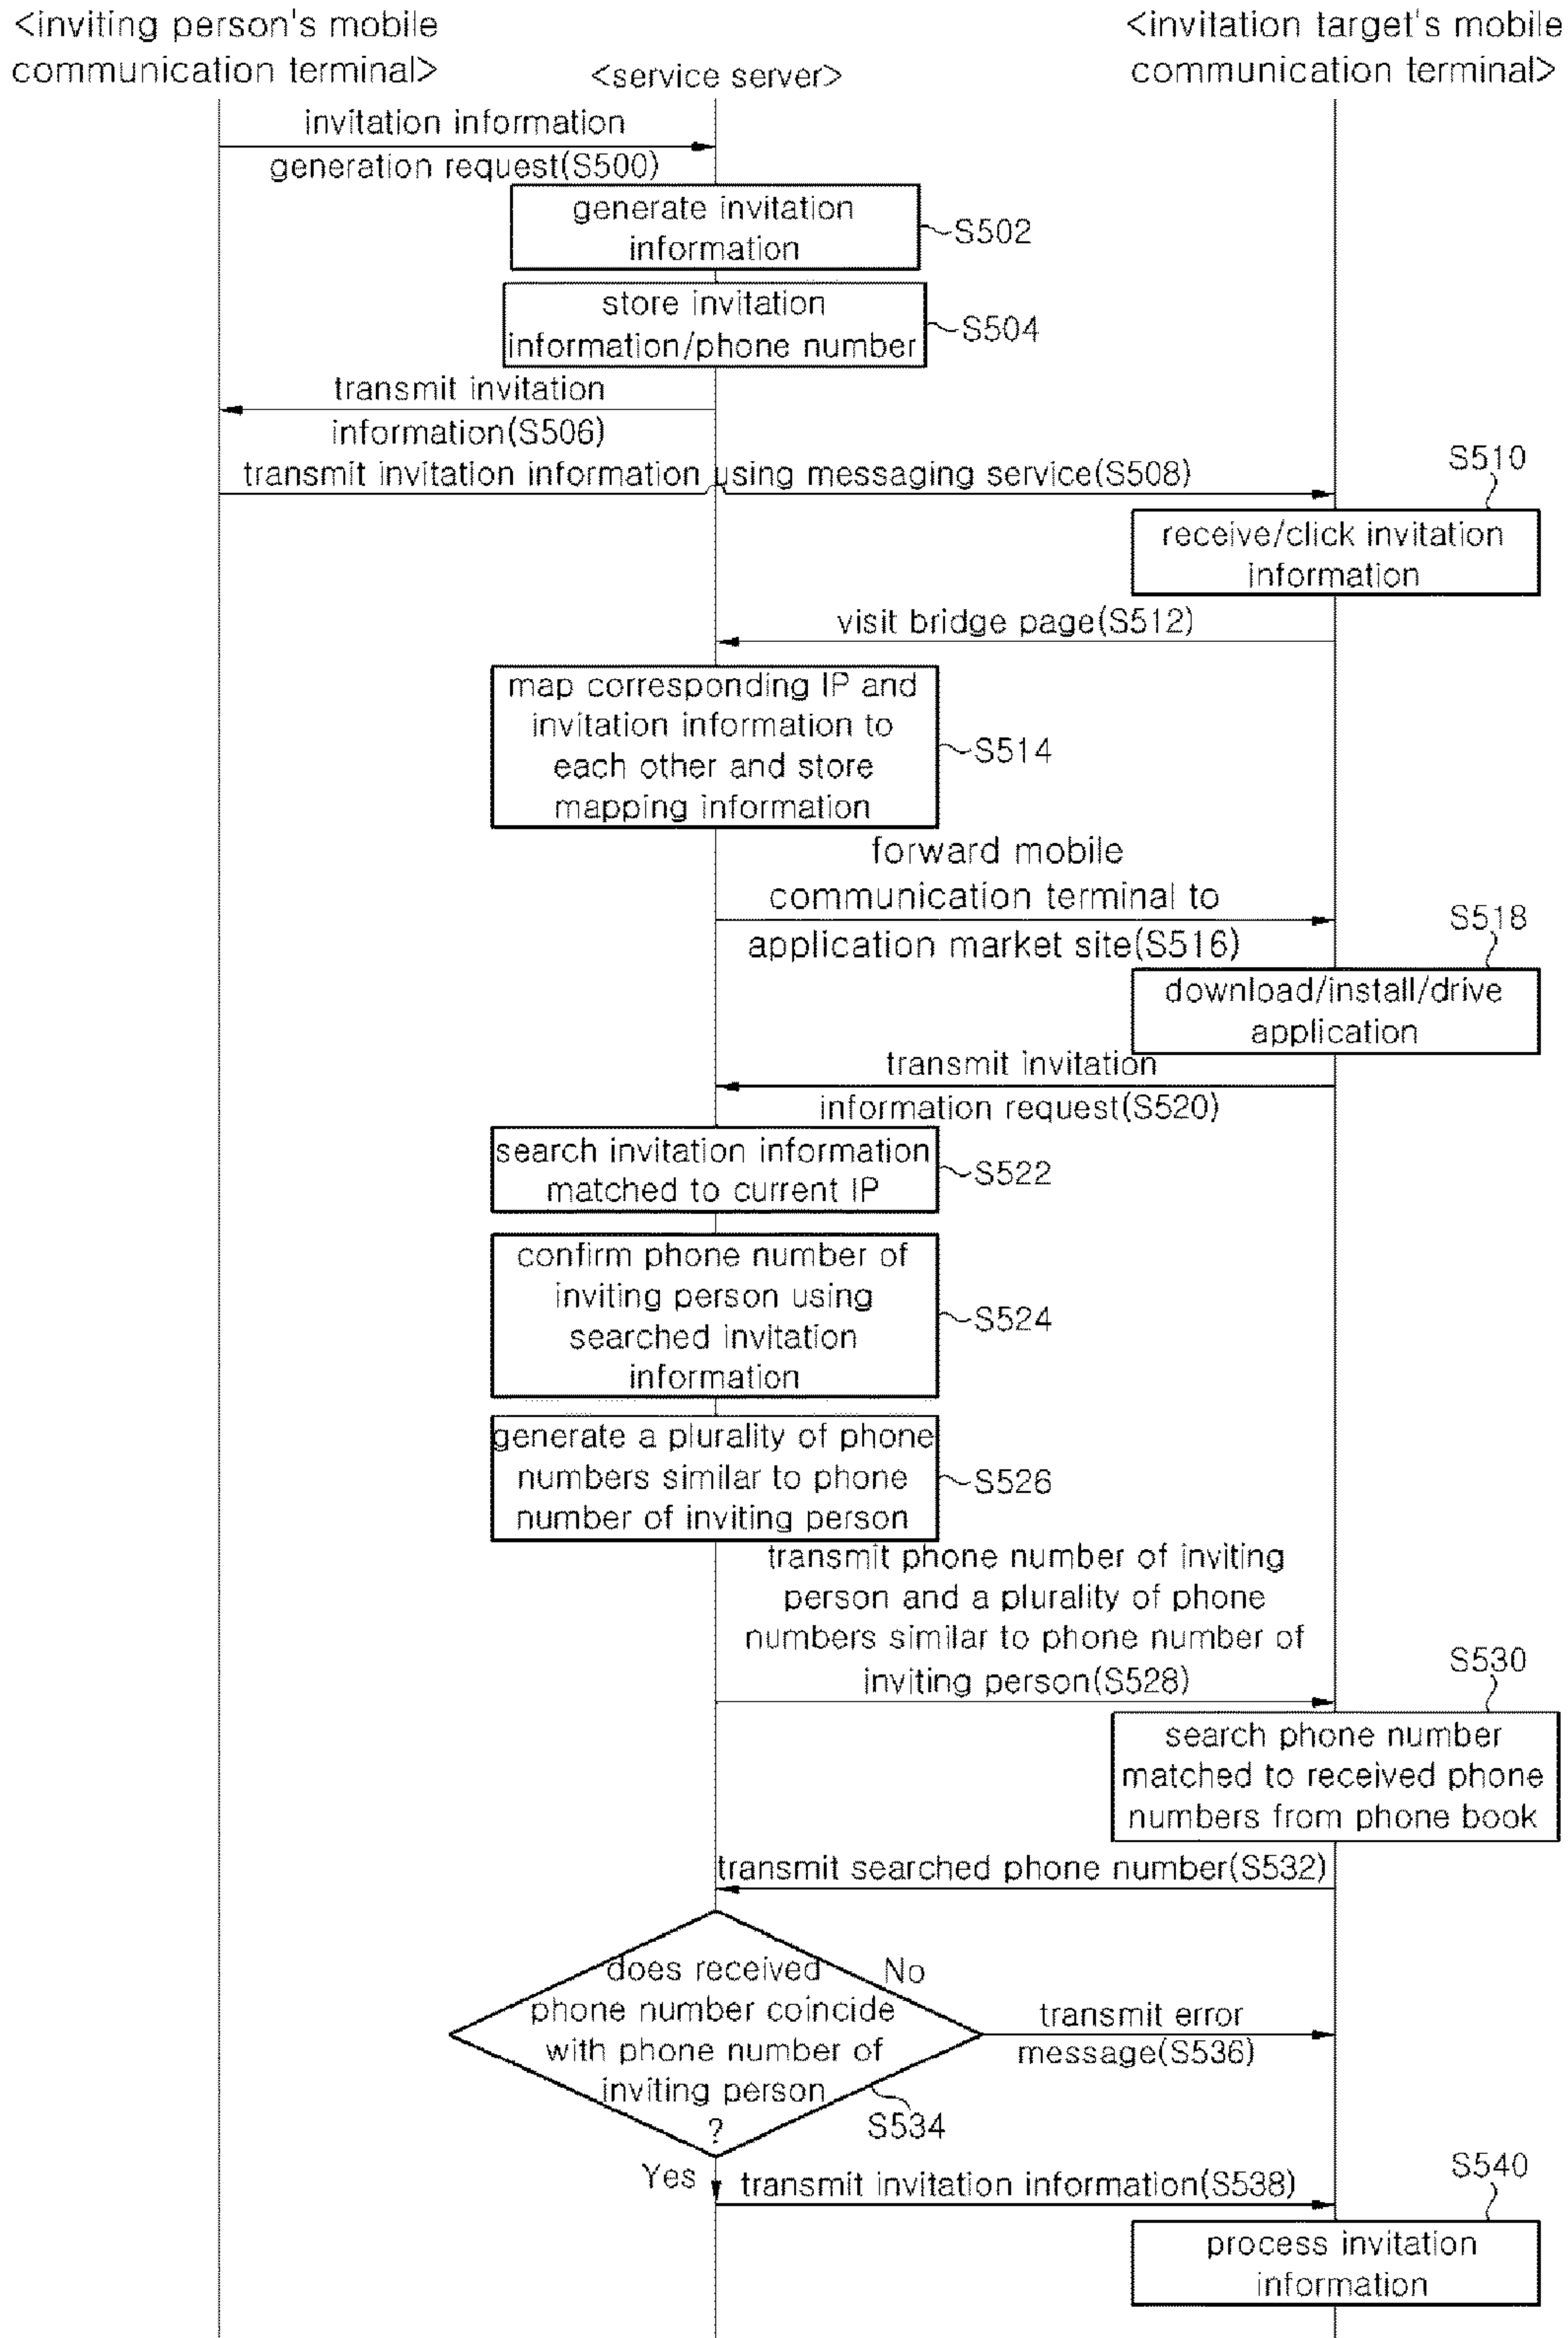 <inviting person's mobile
communication terminal>
<service server>
<invitation target's mobile
communication terminal>
invitation information
generation request(S500)
generate invitation
information
S502
store invitation
information/phone number
S504
transmit invitation
information(S506)
transmit invitation information using messaging service(S508)
S510
receive/click invitation
information
visit bridge page(S512)
map corresponding IP and
invitation information to
each other and store
mapping information
S514
forward mobile
communication terminal to
application market site(S516)
S518
download/install/drive
application
transmit invitation
information request(S520)
search invitation information
matched to current IP
S522
confirm phone number of
inviting person using
searched invitation
information
S524
generate a plurality of phone
numbers similar to phone
number of inviting person
S526
transmit phone number of inviting
person and a plurality of phone
numbers similar to phone number of
inviting person(S528)
S530
search phone number
matched to received phone
numbers from phone book
transmit searched phone number(S532)
does received
phone number coincide
with phone number of
inviting person
?
No
S534
transmit error
message(S536)
Yes
transmit invitation information(S538)
S540
process invitation
information